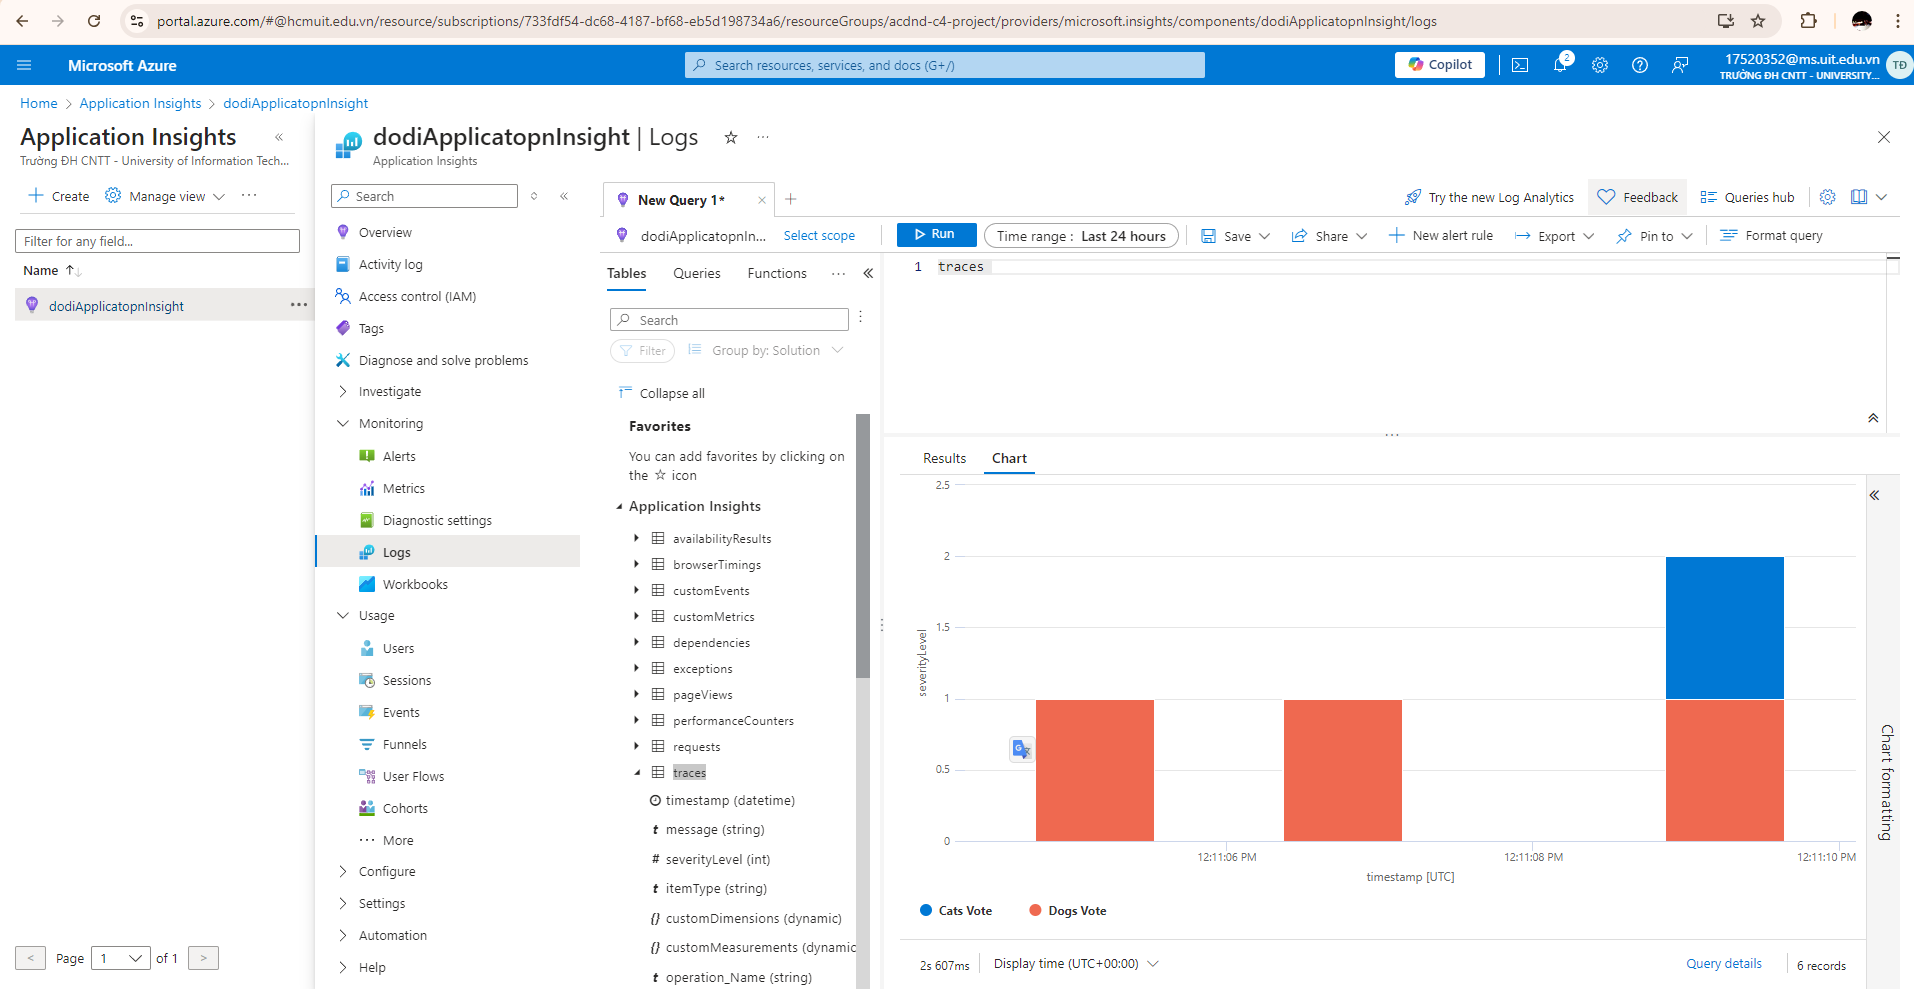 portal.azure.com/#@hcmuit.edu.vn/resource/subscriptions/733fdf54-dc68-4187-bf68-eb5d198734a6/resourceGroups/acdnd-c4-project/providers/microsoft.insights/components/dodiApplicatopnInsight/logs
Microsoft Azure
Search resources, services, and docs (G+/)
Copilot
2
17520352@ms.uit.edu.vn
TRƯỜNG ĐH CNTT - UNIVERSITY...
TĐ
Home > Application Insights > dodiApplicatopnInsight
Application Insights
Trường ĐH CNTT - University of Information Tech...
Create
Manage view
Filter for any field...
Name
dodiApplicatopnInsight
Page 1 of 1
dodiApplicatopnInsight | Logs
Application Insights
Search
Overview
Activity log
Access control (IAM)
Tags
Diagnose and solve problems
Investigate
Monitoring
Alerts
Metrics
Diagnostic settings
Logs
Workbooks
Usage
Users
Sessions
Events
Funnels
User Flows
Cohorts
More
Configure
Settings
Automation
Help
New Query 1*
Try the new Log Analytics
Feedback
Queries hub
dodiApplicatopnIn...
Select scope
Run
Time range : Last 24 hours
Save
Share
New alert rule
Export
Pin to
Format query
Tables
Queries
Functions
Search
Filter
Group by: Solution
Collapse all
Favorites
You can add favorites by clicking on
the ☆ icon
Application Insights
availabilityResults
browserTimings
customEvents
customMetrics
dependencies
exceptions
pageViews
performanceCounters
requests
traces
timestamp (datetime)
t message (string)
# severityLevel (int)
t itemType (string)
{} customDimensions (dynamic)
{} customMeasurements (dynamic
t operation_Name (string)
1 traces
Results
Chart
2.5
2
1.5
1
0.5
0
severityLevel
12:11:06 PM
12:11:08 PM
12:11:10 PM
timestamp [UTC]
Cats Vote
Dogs Vote
Chart formatting
2s 607ms
Display time (UTC+00:00)
Query details
6 records